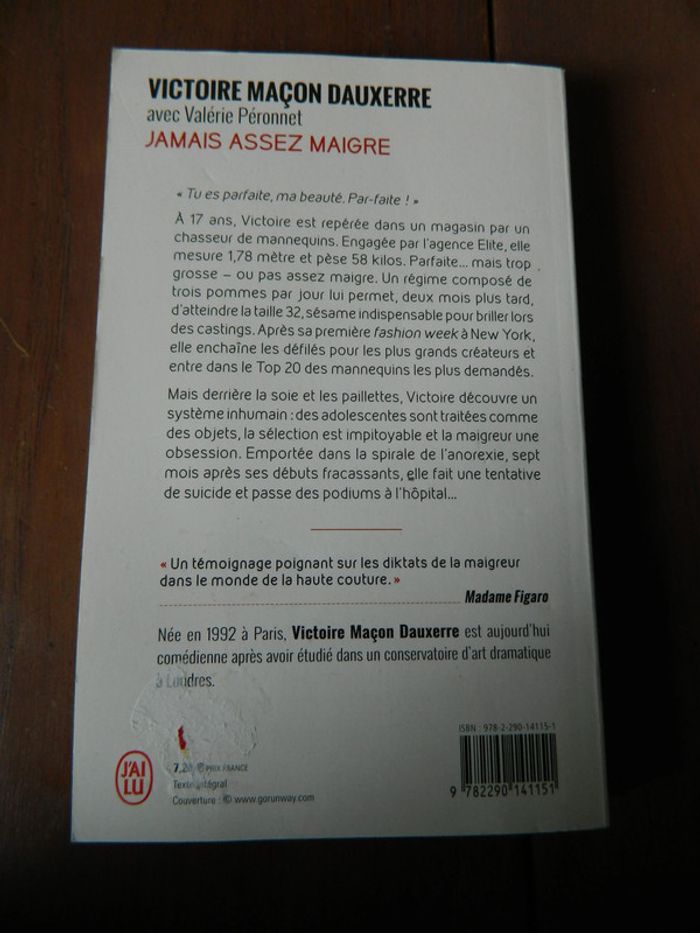 VICTOIRE MAÇON DAUXERRE
avec Valérie Péronnet
JAMAIS ASSEZ MAIGRE
« Tu es parfaite, ma beauté. Par-faite ! »
À 17 ans, Victoire est repérée dans un magasin par un
chasseur de mannequins. Engagée par l'agence Elite, elle
mesure 1,78 mètre et pèse 58 kilos. Parfaite... mais trop
grosse – ou pas assez maigre. Un régime composé de
trois pommes par jour lui permet, deux mois plus tard,
d'atteindre la taille 32, sésame indispensable pour briller lors
des castings. Après sa première fashion week à New York,
elle enchaîne les défilés pour les plus grands créateurs et
entre dans le Top 20 des mannequins les plus demandés.
Mais derrière la soie et les paillettes, Victoire découvre un
système inhumain : des adolescentes sont traitées comme
des objets, la sélection est impitoyable et la maigreur une
obsession. Emportée dans la spirale de l'anorexie, sept
mois après ses débuts fracassants, elle fait une tentative
de suicide et passe des podiums à l'hôpital...
« Un témoignage poignant sur les diktats de la maigreur
dans le monde de la haute couture. »
Madame Figaro
Née en 1992 à Paris, Victoire Maçon Dauxerre est aujourd'hui
comédienne après avoir étudié dans un conservatoire d'art dramatique
à Londres.
ISBN : 978-2-290-14115-1
J'AI
LU
7,20 € PRIX FRANCE
Texte intégral
Couverture : © www.gorunway.com
9 782290 141151